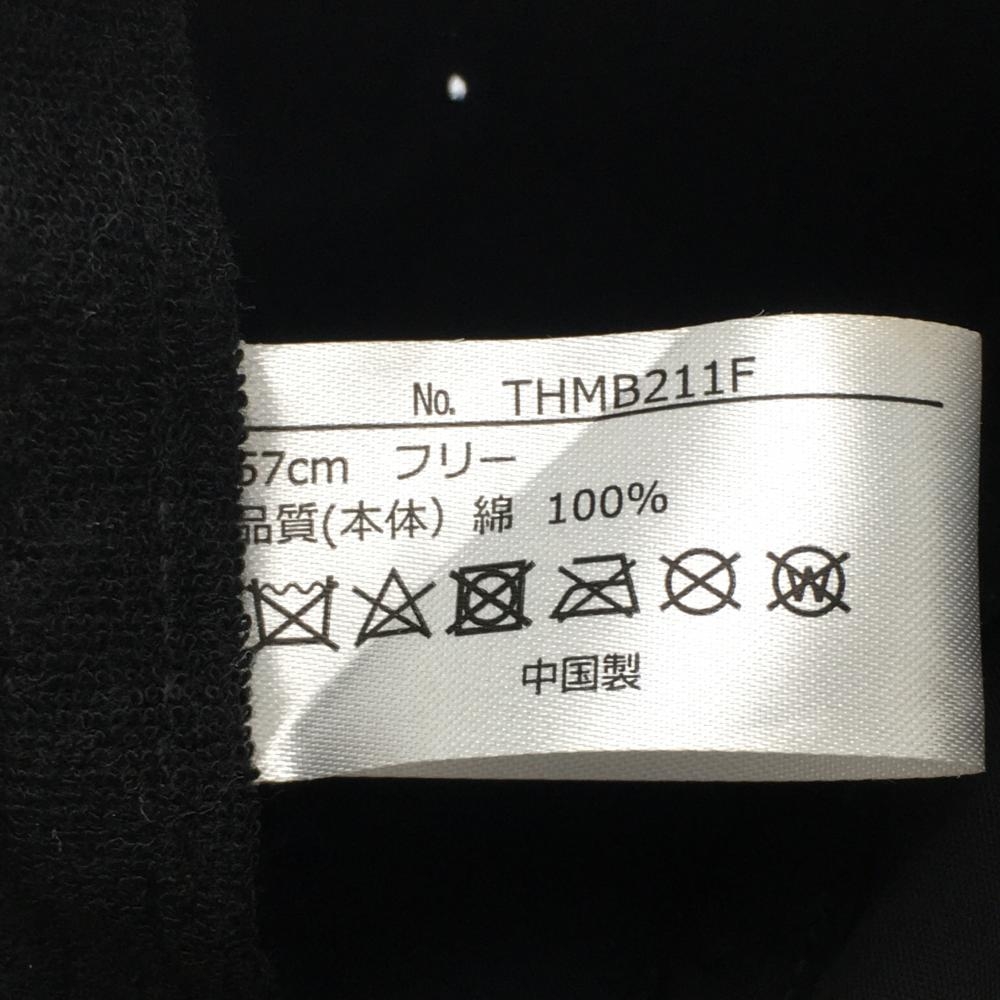 No. THMB211F
57cm フリー
品質(本体) 綿 100%
W
中国製